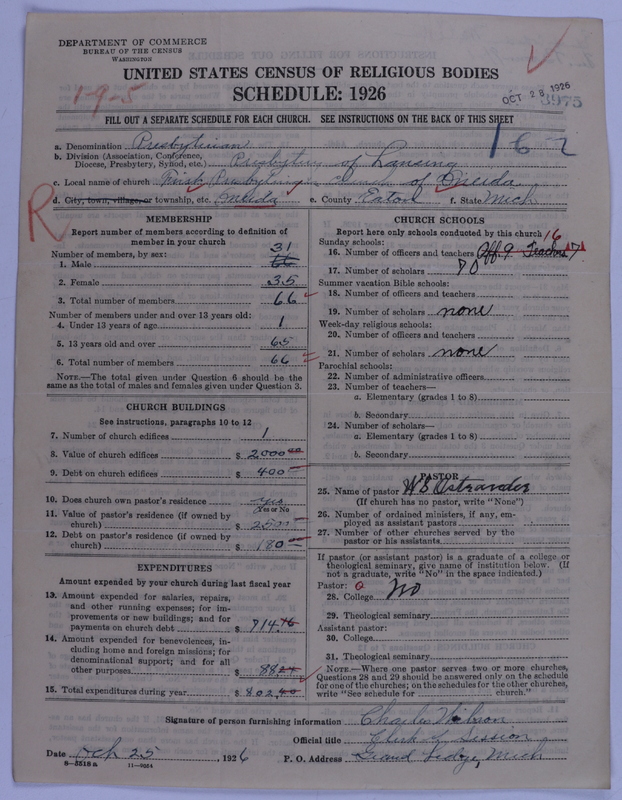 DEPARTMENT OF COMMERCE
BUREAU OF THE CENSUS
WASHINGTON
UNITED STATES CENSUS OF RELIGIOUS BODIES
SCHEDULE: 1926
1-9-5
OCT 28 1926
3975
FILL OUT A SEPARATE SCHEDULE FOR EACH CHURCH. SEE INSTRUCTIONS ON THE BACK OF THIS SHEET
a. Denomination Presbyterian
b. Division (Association, Conference, Diocese, Presbytery, Synod, etc.) Presbytery of Lansing
c. Local name of church First Presbyterian church of Oneida
d. City, town, village, or township, etc. Oneida e. County Eaton f. State Mich
R
MEMBERSHIP
Report number of members according to definition of member in your church
Number of members, by sex:
1. Male 31
2. Female 35
3. Total number of members 66
Number of members under and over 13 years old:
4. Under 13 years of age 1
5. 13 years old and over 65
6. Total number of members 66
NOTE.—The total given under Question 6 should be the same as the total of males and females given under Question 3.
CHURCH BUILDINGS
See instructions, paragraphs 10 to 12
7. Number of church edifices 1
8. Value of church edifices $ 2000 00
9. Debt on church edifices $ 400
10. Does church own pastor's residence yes
Yes or No
11. Value of pastor's residence (if owned by church) $
12. Debt on pastor's residence (if owned by church) $ 180
EXPENDITURES
Amount expended by your church during last fiscal year
13. Amount expended for salaries, repairs, and other running expenses; for improvements or new buildings; and for payments on church debt $
14. Amount expended for benevolences, including home and foreign missions; for denominational support; and for all other purposes $
15. Total expenditures during year $ 802.40
CHURCH SCHOOLS
Report here only schools conducted by this church
Sunday schools:
16. Number of officers and teachers Off. 9 Teachers 7 16
17. Number of scholars 80
Summer vacation Bible schools:
18. Number of officers and teachers
19. Number of scholars none
Week-day religious schools:
20. Number of officers and teachers
21. Number of scholars none
Parochial schools:
22. Number of administrative officers
23. Number of teachers—
a. Elementary (grades 1 to 8)
b. Secondary
24. Number of scholars—
a. Elementary (grades 1 to 8)
b. Secondary
PASTOR
25. Name of pastor W S Ostrander
(If church has no pastor, write "None")
26. Number of ordained ministers, if any, employed as assistant pastors
27. Number of other churches served by the pastor or his assistants
If pastor (or assistant pastor) is a graduate of a college or theological seminary, give name of institution below. (If not a graduate, write "No" in the space indicated.)
Pastor: 0
28. College No
29. Theological seminary
Assistant pastor:
30. College
31. Theological seminary
NOTE.—Where one pastor serves two or more churches, Questions 28 and 29 should be answered only on the schedule for one of the churches; on the schedules for the other churches, write "See schedule for church."
Signature of person furnishing information Charles
Official title Clerk of Session
Date Oct 25, 1926 P. O. Address Grand Ledge, Mich
8-5518a 11-9564